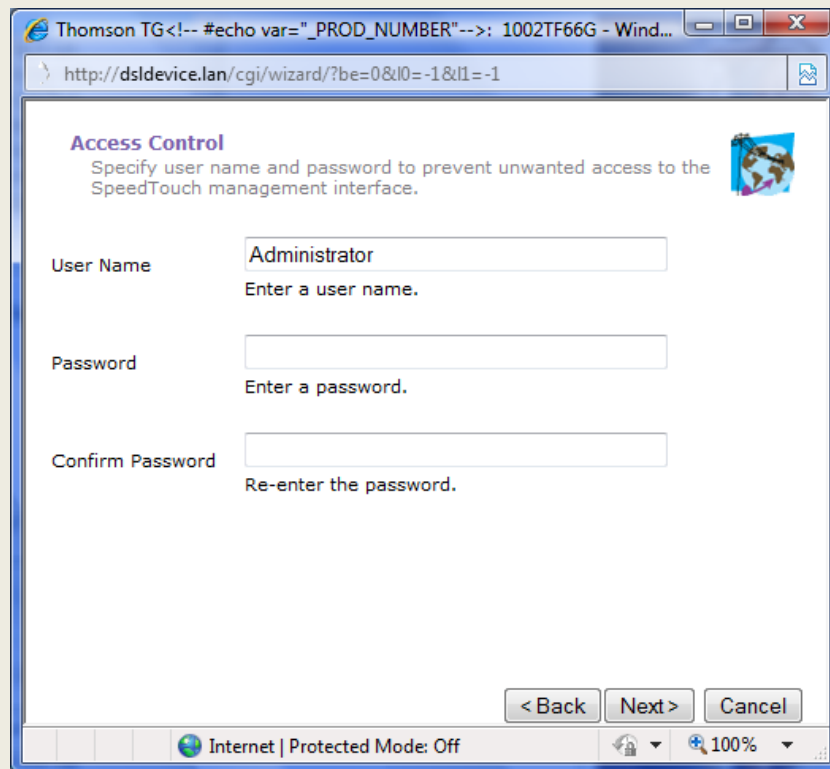 Thomson TG<!-- #echo var="_PROD_NUMBER"-->: 1002TF66G - Wind...
http://dsldevice.lan/cgi/wizard/?be=0&l0=-1&l1=-1
Access Control
Specify user name and password to prevent unwanted access to the
SpeedTouch management interface.
User Name
Administrator
Enter a user name.
Password
Enter a password.
Confirm Password
Re-enter the password.
< Back
Next >
Cancel
Internet | Protected Mode: Off
100%